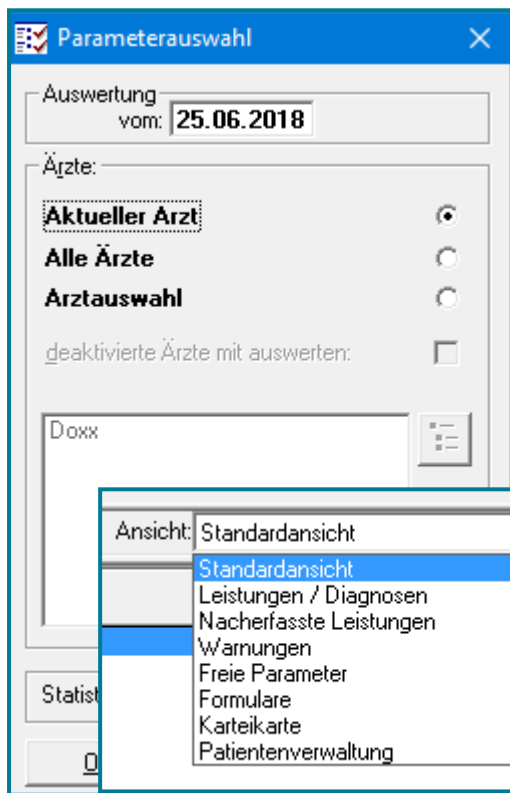 Parameterauswahl
Auswertung
vom: 25.06.2018
Ärzte:
Aktueller Arzt
Alle Ärzte
Arztauswahl
deaktivierte Ärzte mit auswerten:
Doxx
Ansicht: Standardansicht
Standardansicht
Leistungen / Diagnosen
Nacherfasste Leistungen
Warnungen
Freie Parameter
Formulare
Karteikarte
Patientenverwaltung
Statist
O